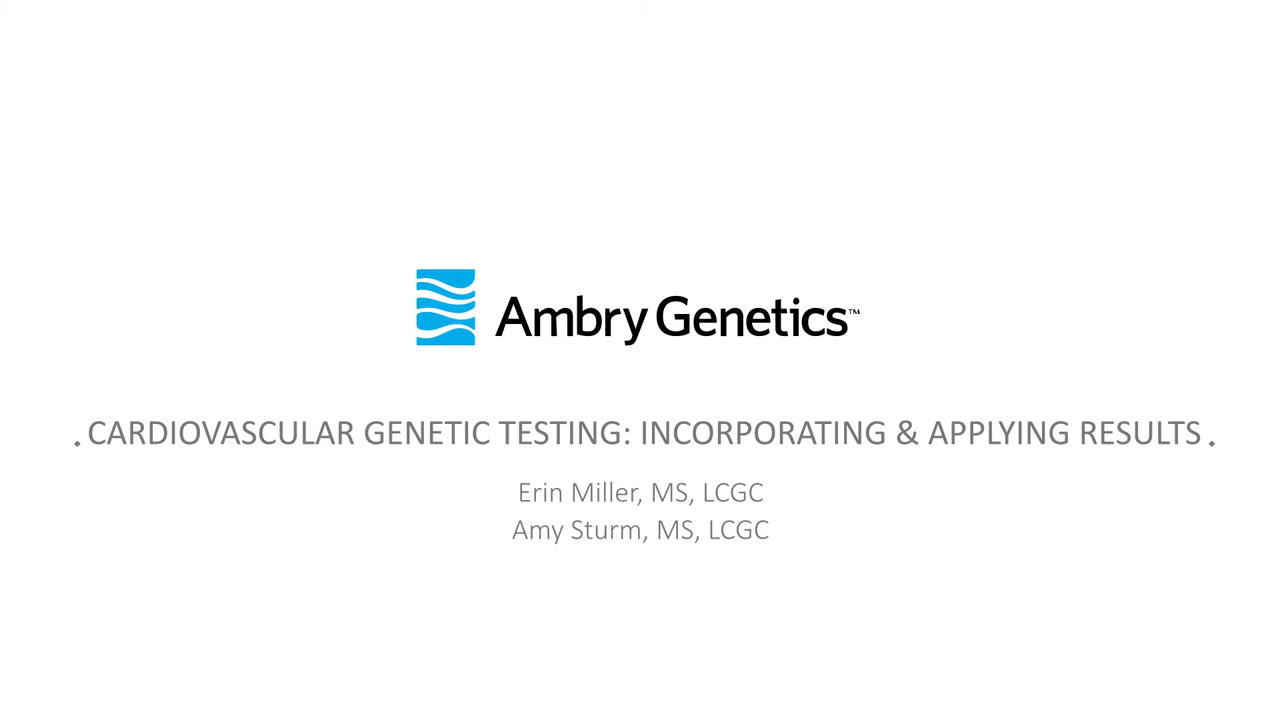 Ambry Genetics™
CARDIOVASCULAR GENETIC TESTING: INCORPORATING & APPLYING RESULTS
Erin Miller, MS, LCGC
Amy Sturm, MS, LCGC